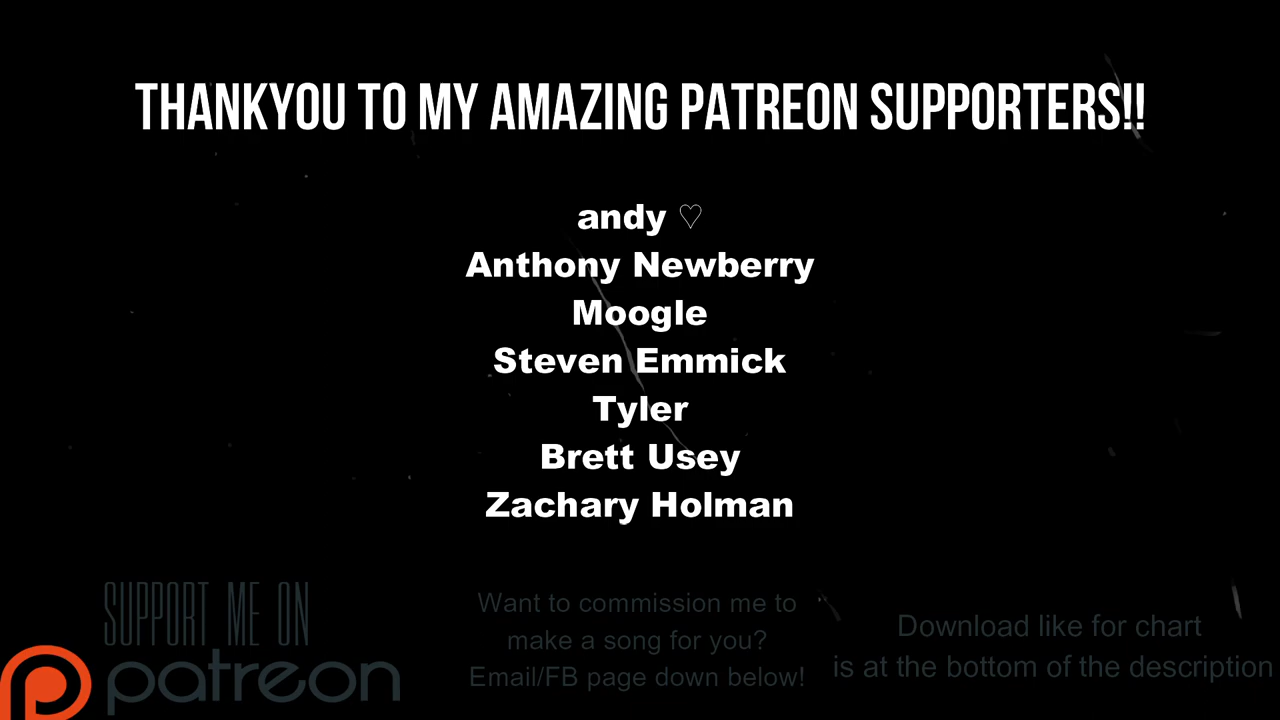 THANKYOU TO MY AMAZING PATREON SUPPORTERS!!
andy ♡
Anthony Newberry
Moogle
Steven Emmick
Tyler
Brett Usey
Zachary Holman
SUPPORT ME ON
patreon
Want to commission me to
make a song for you?
Email/FB page down below!
Download like for chart
is at the bottom of the description